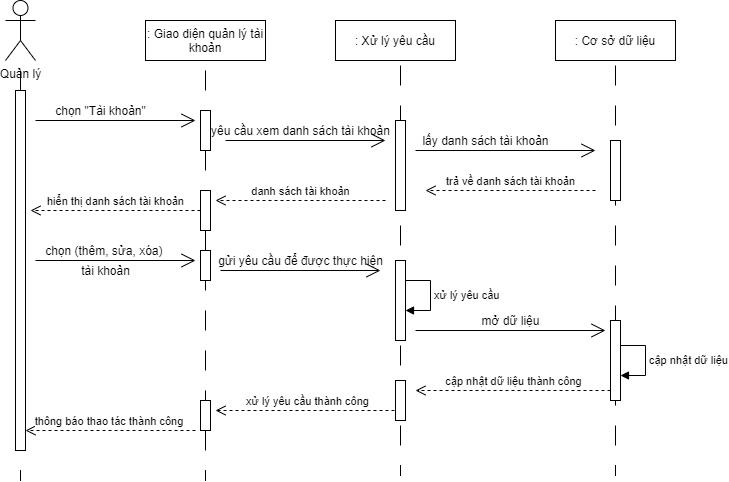 : Giao diện quản lý tài
khoản
: Xử lý yêu cầu
: Cơ sở dữ liệu
Quản lý
chọn "Tài khoản"
yêu cầu xem danh sách tài khoản
lấy danh sách tài khoản
trả về danh sách tài khoản
danh sách tài khoản
hiển thị danh sách tài khoản
chọn (thêm, sửa, xóa)
tài khoản
gửi yêu cầu để được thực hiện
xử lý yêu cầu
mở dữ liệu
cập nhật dữ liệu
cập nhật dữ liệu thành công
xử lý yêu cầu thành công
thông báo thao tác thành công